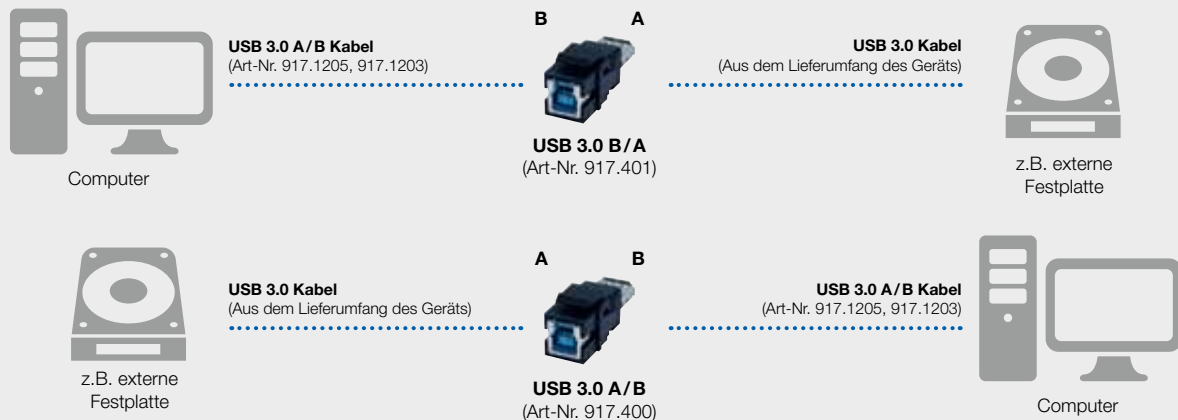 B A
USB 3.0 A/B Kabel
(Art-Nr. 917.1205, 917.1203)
USB 3.0 Kabel
(Aus dem Lieferumfang des Geräts)
USB 3.0 B/A
(Art-Nr. 917.401)
Computer
z.B. externe
Festplatte
A B
USB 3.0 Kabel
(Aus dem Lieferumfang des Geräts)
USB 3.0 A/B Kabel
(Art-Nr. 917.1205, 917.1203)
z.B. externe
Festplatte
USB 3.0 A/B
(Art-Nr. 917.400)
Computer